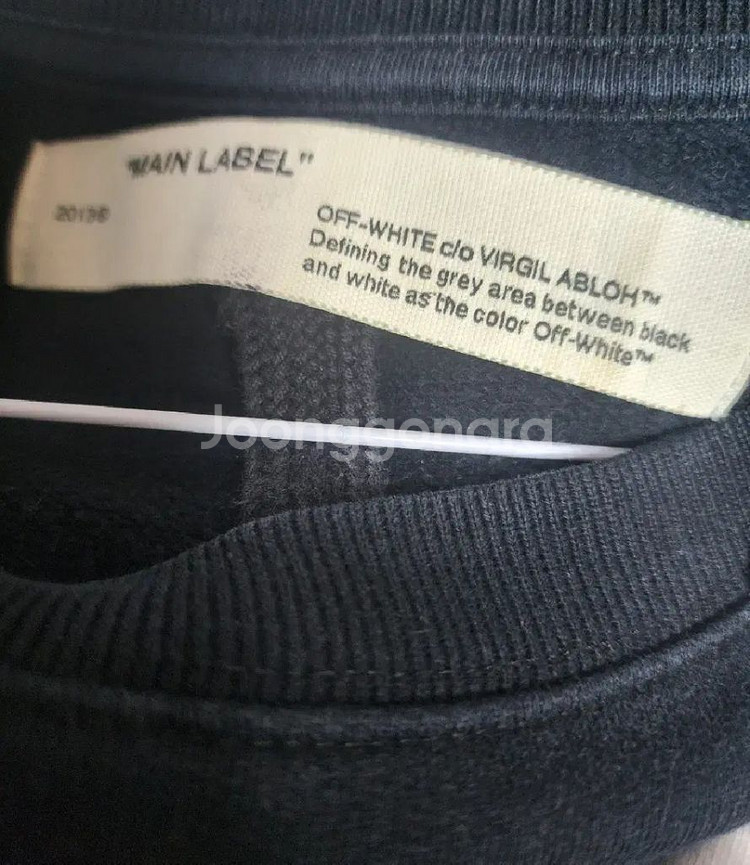 "MAIN LABEL"
OFF-WHITE c/o VIRGIL ABLOH™
Defining the grey area between black
and white as the color Off-White™
Joonggonara